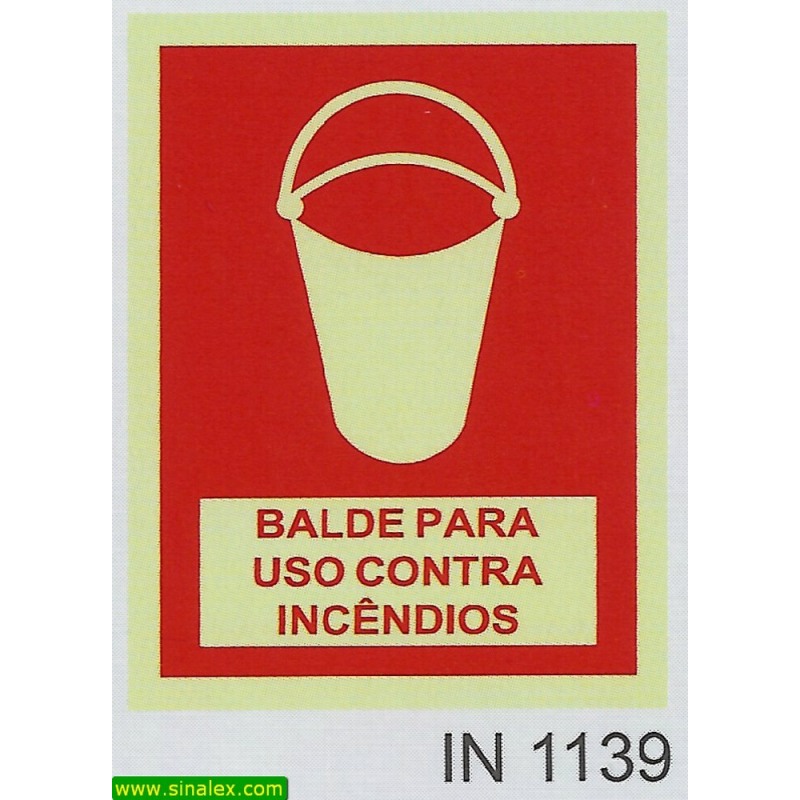 BALDE PARA
USO CONTRA
INCÊNDIOS
IN 1139
www.sinalex.com